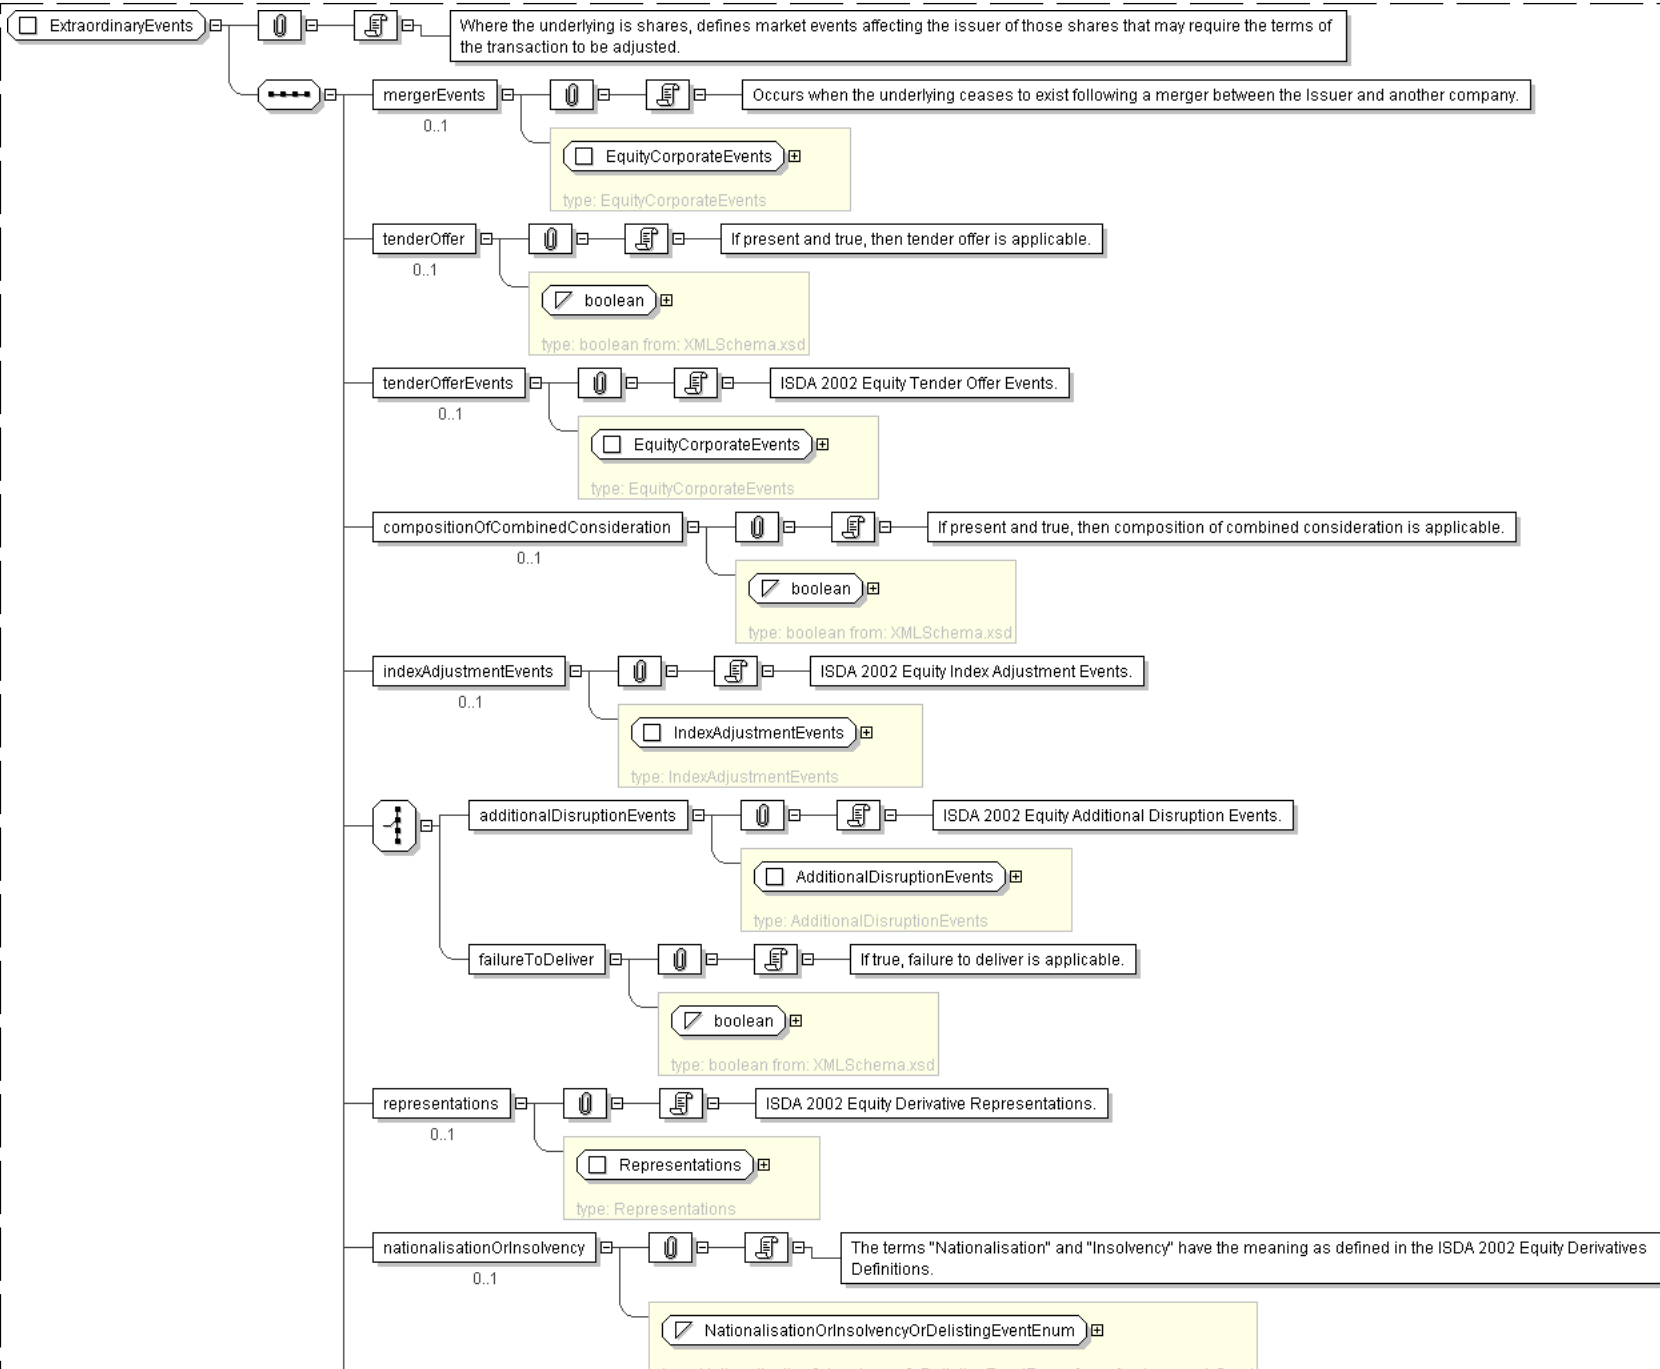 ExtraordinaryEvents
Where the underlying is shares, defines market events affecting the issuer of those shares that may require the terms of
the transaction to be adjusted.
mergerEvents
Occurs when the underlying ceases to exist following a merger between the Issuer and another company.
0..1
EquityCorporateEvents
type: EquityCorporateEvents
tenderOffer
If present and true, then tender offer is applicable.
0..1
boolean
type: boolean from: XMLSchema.xsd
tenderOfferEvents
ISDA 2002 Equity Tender Offer Events.
0..1
EquityCorporateEvents
type: EquityCorporateEvents
compositionOfCombinedConsideration
If present and true, then composition of combined consideration is applicable.
0..1
boolean
type: boolean from: XMLSchema.xsd
indexAdjustmentEvents
ISDA 2002 Equity Index Adjustment Events.
0..1
IndexAdjustmentEvents
type: IndexAdjustmentEvents
additionalDisruptionEvents
ISDA 2002 Equity Additional Disruption Events.
AdditionalDisruptionEvents
type: AdditionalDisruptionEvents
failureToDeliver
If true, failure to deliver is applicable.
boolean
type: boolean from: XMLSchema.xsd
representations
ISDA 2002 Equity Derivative Representations.
0..1
Representations
type: Representations
nationalisationOrInsolvency
The terms "Nationalisation" and "Insolvency" have the meaning as defined in the ISDA 2002 Equity Derivatives
Definitions.
0..1
NationalisationOrInsolvencyOrDelistingEventEnum